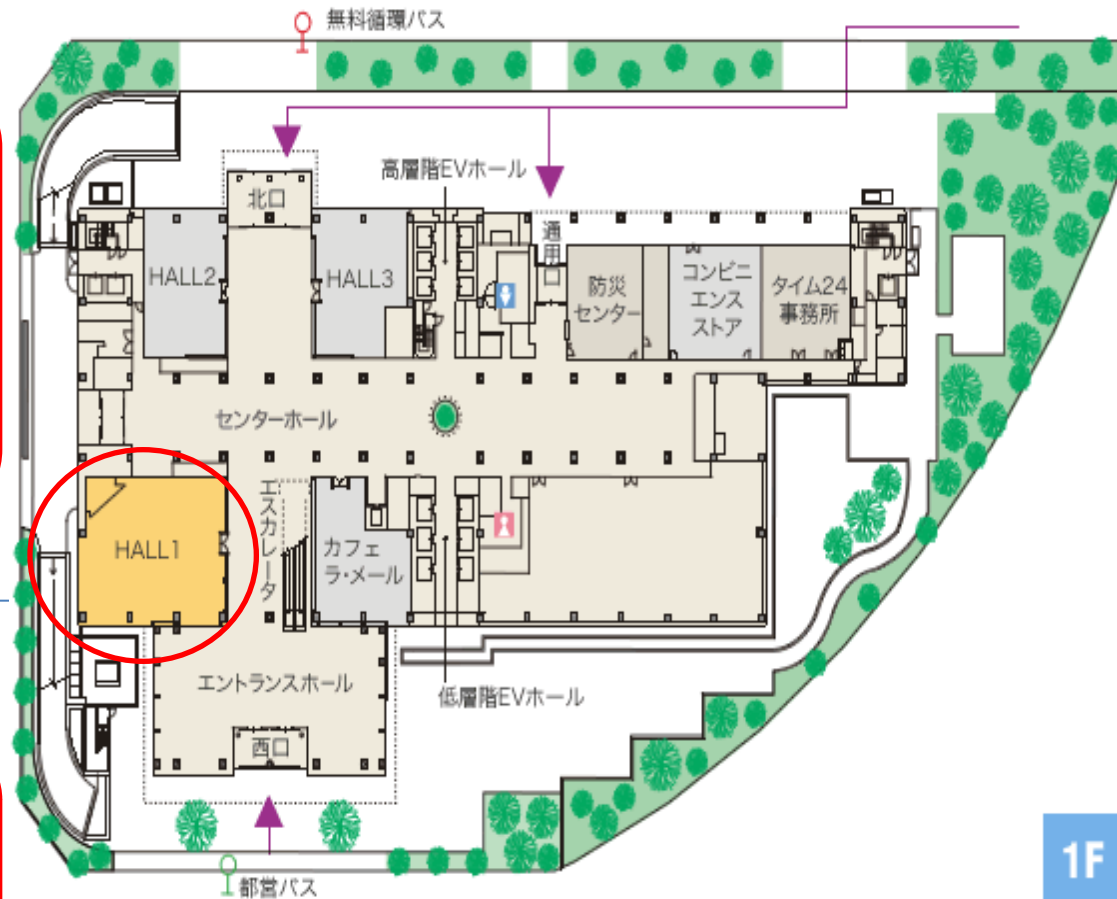 無料循環バス
高層階EVホール
北口
通用口
HALL2
HALL3
防災
センター
コンビニ
エンス
ストア
タイム24
事務所
センターホール
エスカレータ
HALL1
カフェ
ラ・メール
エントランスホール
低層階EVホール
西口
都営バス
1F